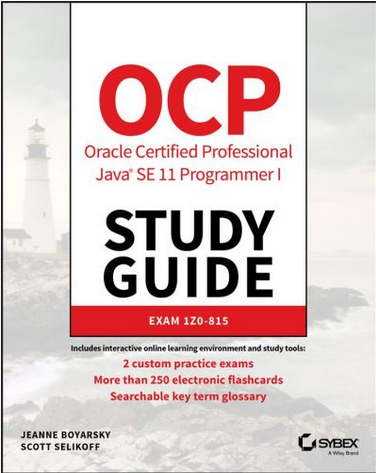 OCP
Oracle Certified Professional
Java® SE 11 Programmer I
STUDY
GUIDE
EXAM 1Z0-815
Includes interactive online learning environment and study tools:
2 custom practice exams
More than 250 electronic flashcards
Searchable key term glossary
JEANNE BOYARSKY
SCOTT SELIKOFF
SYBEX
A Wiley Brand